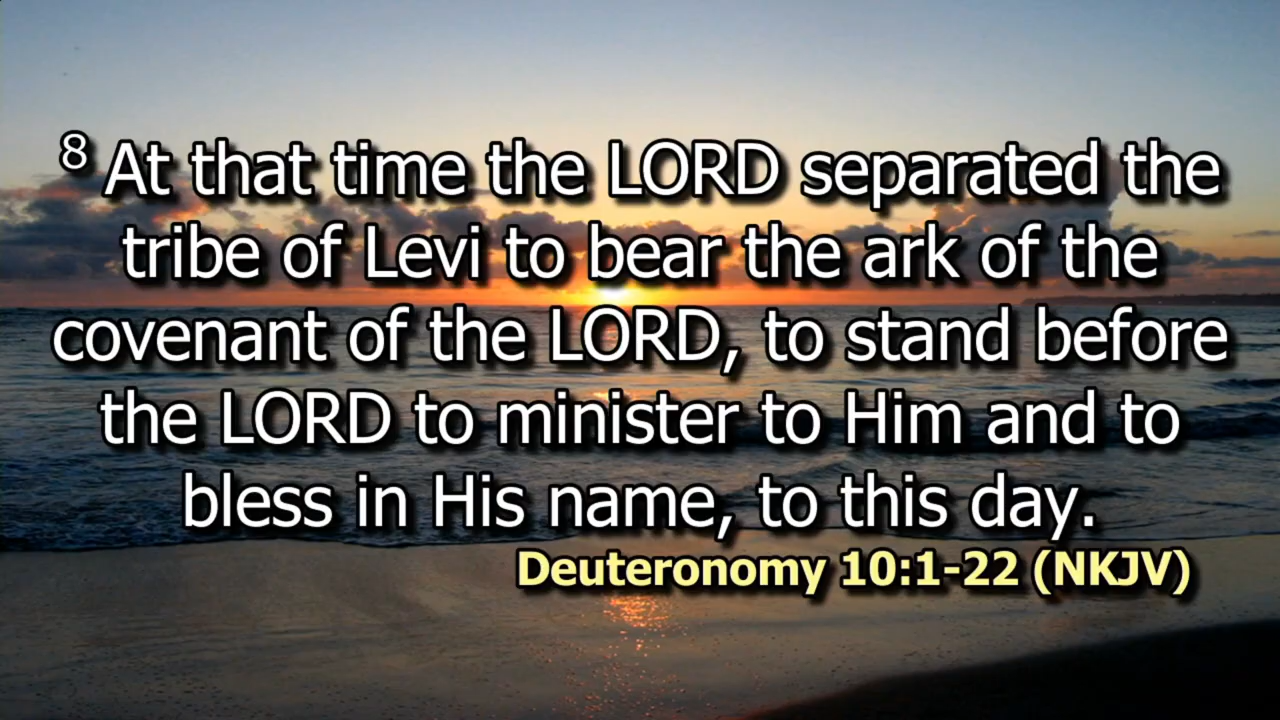 8 At that time the LORD separated the
tribe of Levi to bear the ark of the
covenant of the LORD, to stand before
the LORD to minister to Him and to
bless in His name, to this day.
Deuteronomy 10:1-22 (NKJV)